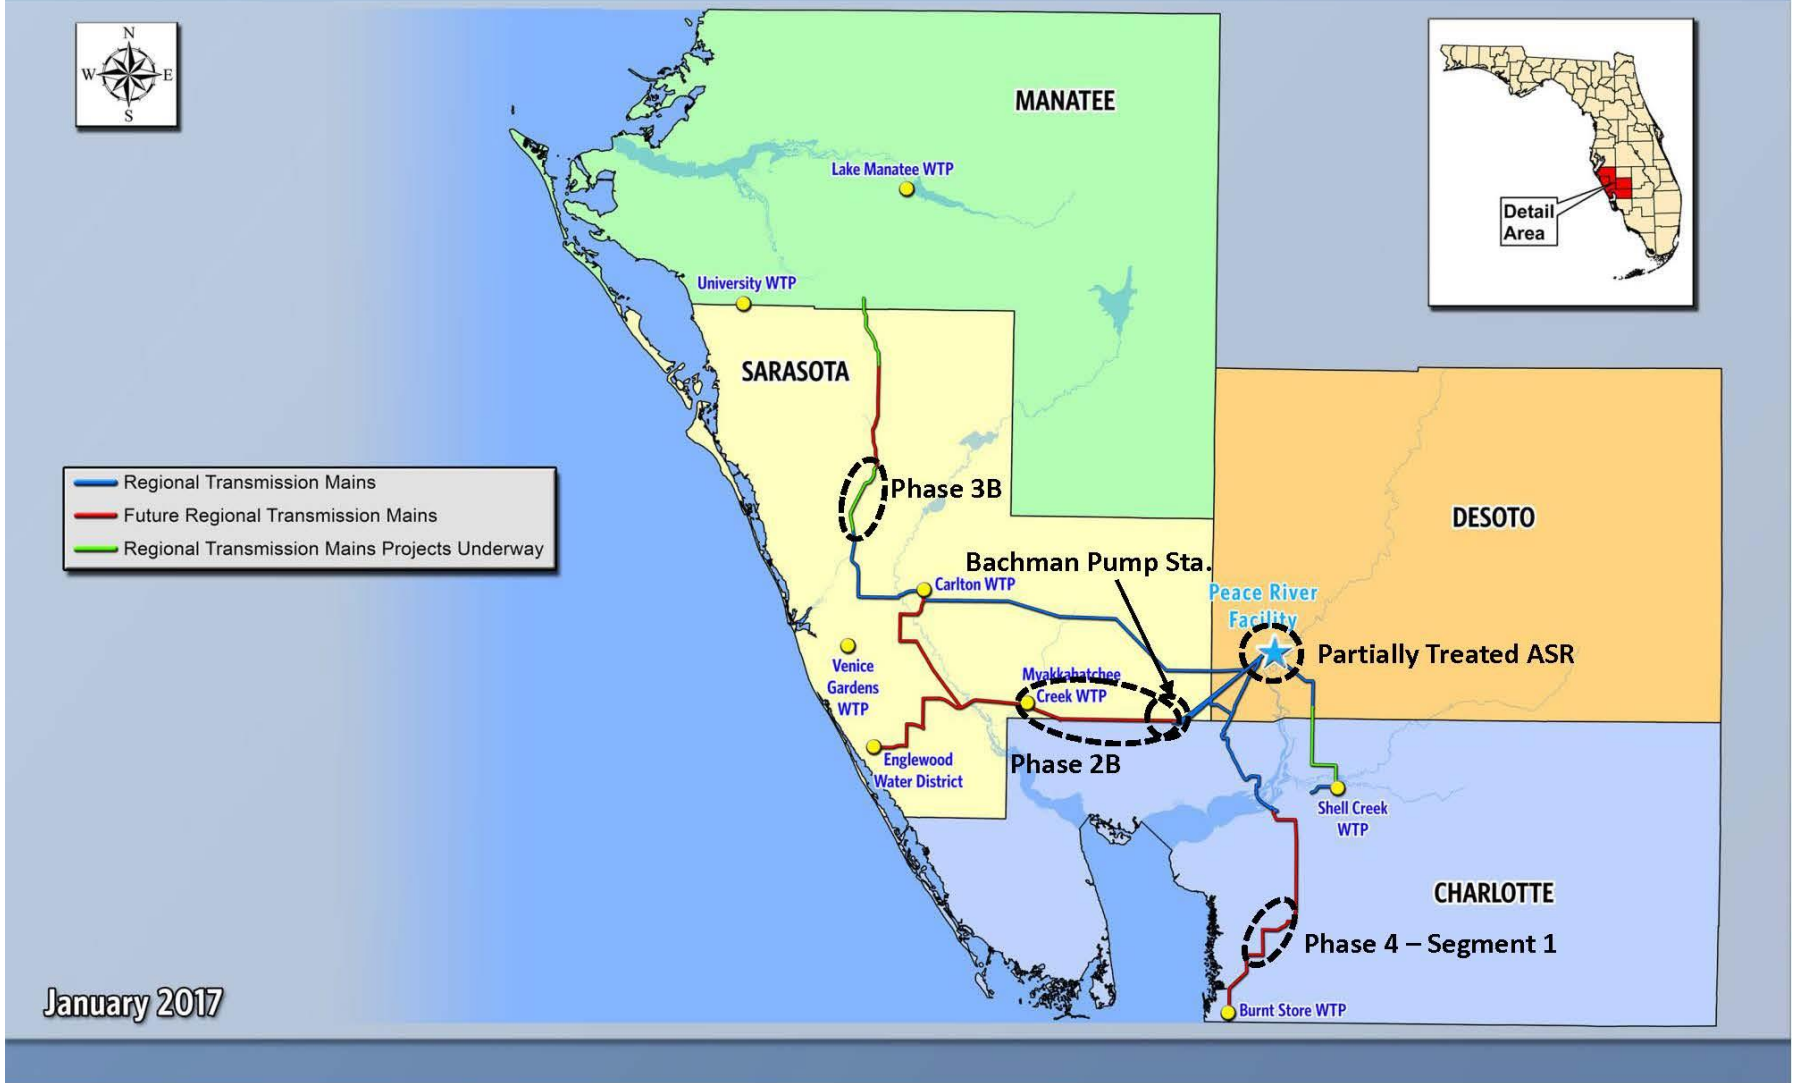 N
W E
S
MANATEE
Lake Manatee WTP
Detail
Area
University WTP
SARASOTA
Regional Transmission Mains
Future Regional Transmission Mains
Regional Transmission Mains Projects Underway
Phase 3B
DESOTO
Bachman Pump Sta.
Carlton WTP
Peace River
Facility
Partially Treated ASR
Venice
Gardens
WTP
Myakkahatchee
Creek WTP
Englewood
Water District
Phase 2B
Shell Creek
WTP
CHARLOTTE
Phase 4 – Segment 1
January 2017
Burnt Store WTP